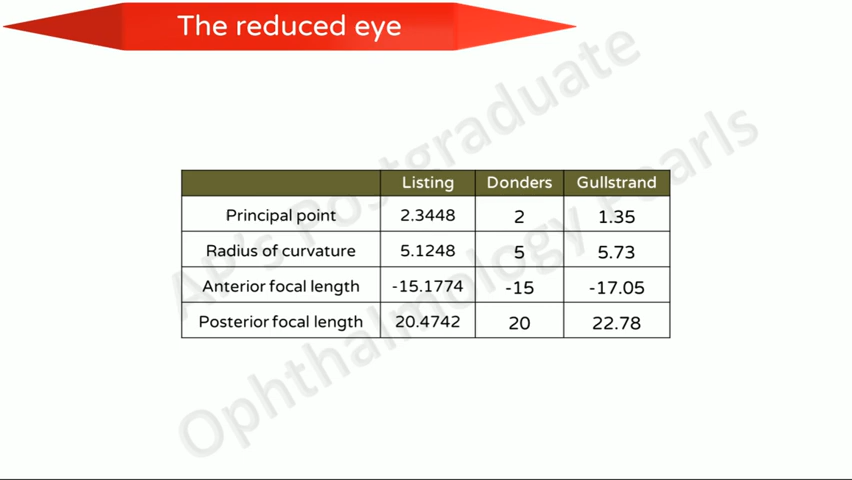 The reduced eye
Listing Donders Gullstrand
Principal point 2.3448 2 1.35
Radius of curvature 5.1248 5 5.73
Anterior focal length -15.1774 -15 -17.05
Posterior focal length 20.4742 20 22.78
AP's Postgraduate
Ophthalmology Pearls